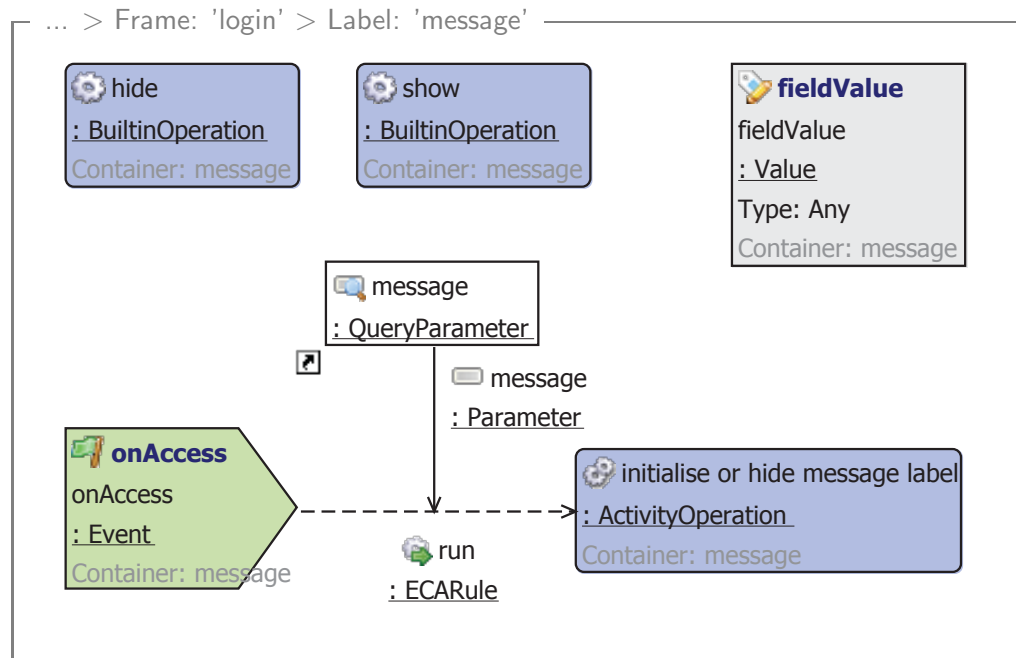 ... > Frame: 'login' > Label: 'message'
hide
: BuiltinOperation
Container: message
show
: BuiltinOperation
Container: message
fieldValue
fieldValue
: Value
Type: Any
Container: message
message
: QueryParameter
message
: Parameter
onAccess
onAccess
: Event
Container: message
run
: ECARule
initialise or hide message label
: ActivityOperation
Container: message